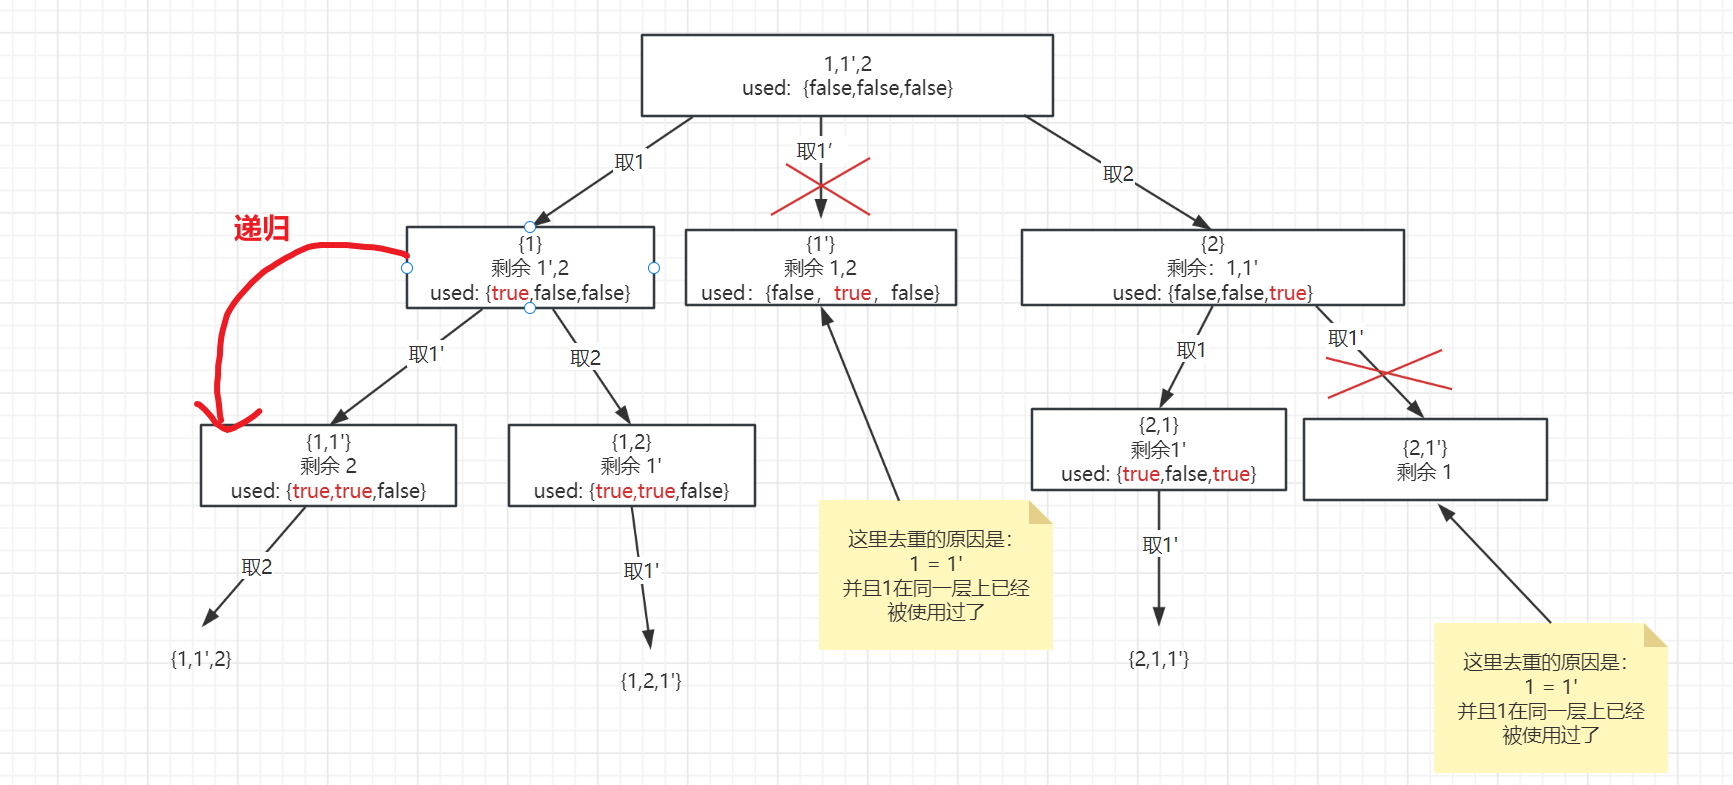 1,1',2
used: {false,false,false}
取1
取1′
取2
递归
{1}
剩余 1',2
used: {true,false,false}
{1'}
剩余 1,2
used: {false, true, false}
{2}
剩余: 1,1'
used: {false,false,true}
取1'
取2
取1
取1'
{1,1'}
剩余 2
used: {true,true,false}
{1,2}
剩余 1'
used: {true,true,false}
{2,1}
剩余1'
used: {true,false,true}
{2,1'}
剩余 1
取2
取1'
取1'
这里去重的原因是:
1 = 1'
并且1在同一层上已经
被使用过了
{1,1',2}
{1,2,1'}
{2,1,1'}
这里去重的原因是:
1 = 1'
并且1在同一层上已经
被使用过了